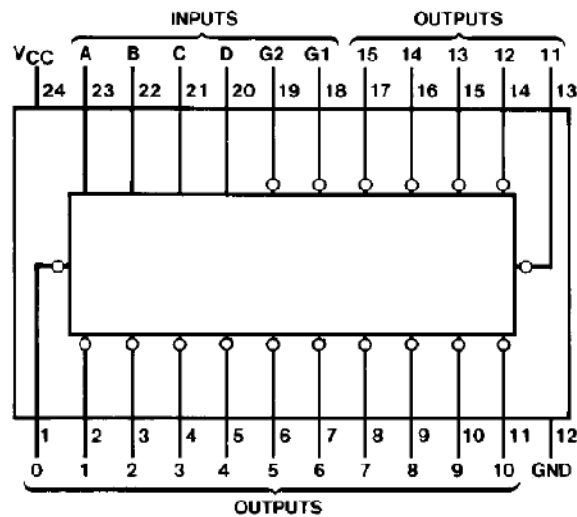 INPUTS OUTPUTS
VCC A B C D G2 G1 15 14 13 12 11
24 23 22 21 20 19 18 17 16 15 14 13
1 2 3 4 5 6 7 8 9 10 11 12
0 1 2 3 4 5 6 7 8 9 10 GND
OUTPUTS